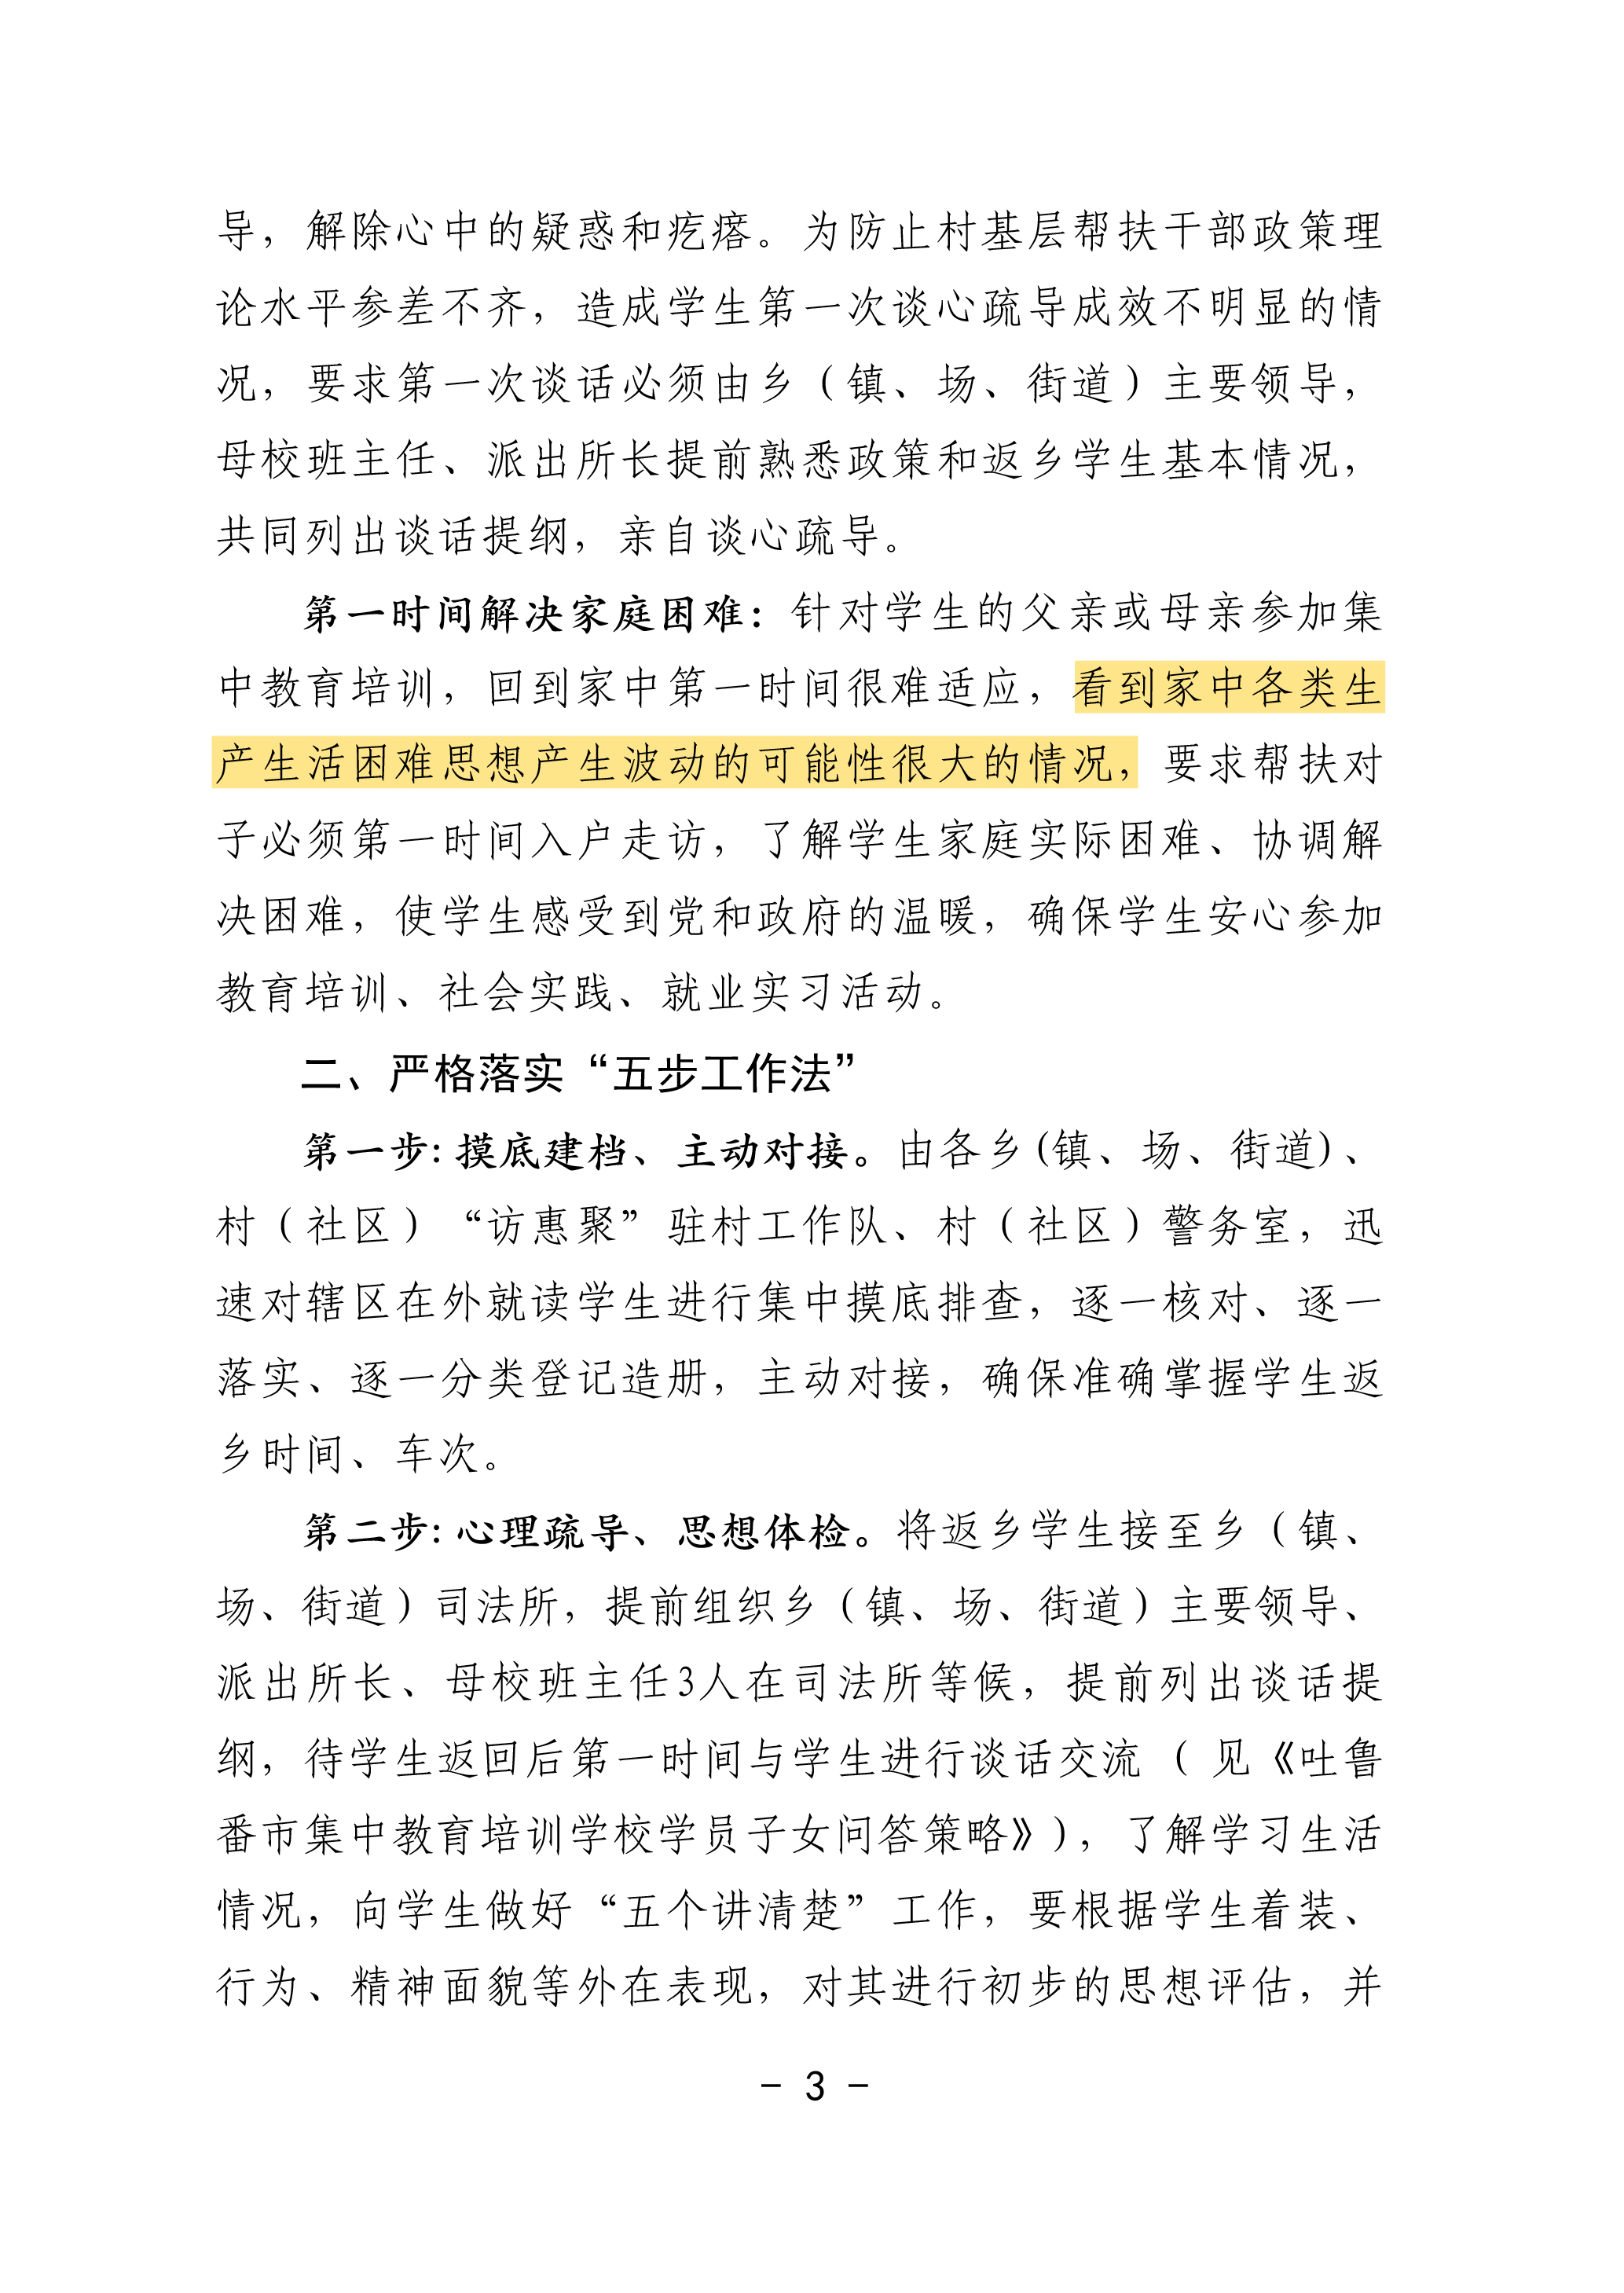 导，解除心中的疑惑和疙瘩。为防止村基层帮扶干部政策理
论水平参差不齐，造成学生第一次谈心疏导成效不明显的情
况，要求第一次谈话必须由乡（镇、场、街道）主要领导，
母校班主任、派出所长提前熟悉政策和返乡学生基本情况，
共同列出谈话提纲，亲自谈心疏导。
第一时间解决家庭困难：针对学生的父亲或母亲参加集
中教育培训，回到家中第一时间很难适应，看到家中各类生
产生活困难思想产生波动的可能性很大的情况，要求帮扶对
子必须第一时间入户走访，了解学生家庭实际困难、协调解
决困难，使学生感受到党和政府的温暖，确保学生安心参加
教育培训、社会实践、就业实习活动。
二、严格落实“五步工作法”
第一步：摸底建档、主动对接。由各乡(镇、场、街道)、
村（社区）“访惠聚”驻村工作队、村（社区）警务室，迅
速对辖区在外就读学生进行集中摸底排查，逐一核对、逐一
落实、逐一分类登记造册，主动对接，确保准确掌握学生返
乡时间、车次。
第二步：心理疏导、思想体检。将返乡学生接至乡（镇、
场、街道）司法所，提前组织乡（镇、场、街道）主要领导、
派出所长、母校班主任3人在司法所等候，提前列出谈话提
纲，待学生返回后第一时间与学生进行谈话交流（见《吐鲁
番市集中教育培训学校学员子女问答策略》)，了解学习生活
情况，向学生做好“五个讲清楚”工作，要根据学生着装、
行为、精神面貌等外在表现，对其进行初步的思想评估，并
- 3 -